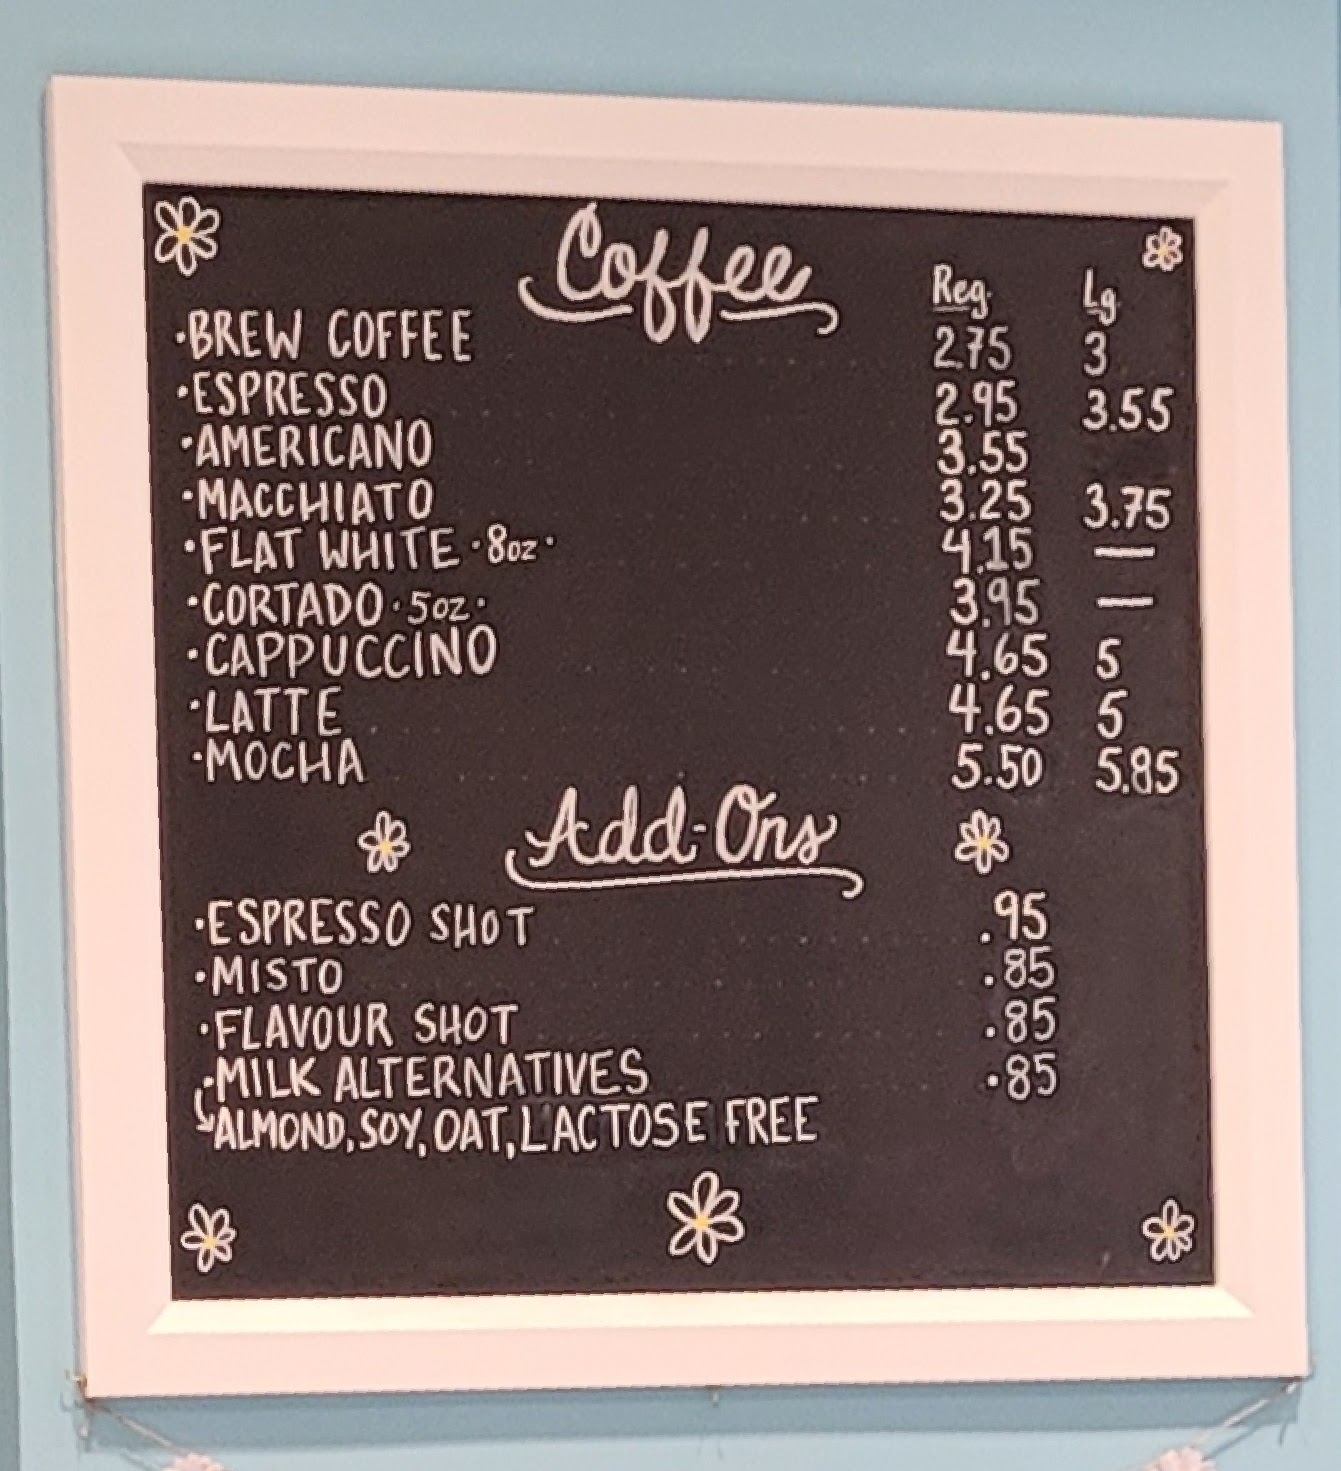 Coffee
Reg. Lg
·BREW COFFEE 2.75 3
·ESPRESSO 2.95 3.55
·AMERICANO 3.55
·MACCHIATO 3.25 3.75
·FLAT WHITE ·8oz· 4.15 —
·CORTADO ·5oz· 3.95 —
·CAPPUCCINO 4.65 5
·LATTE 4.65 5
·MOCHA 5.50 5.85
Add-Ons
·ESPRESSO SHOT .95
·MISTO .85
·FLAVOUR SHOT .85
·MILK ALTERNATIVES .85
ALMOND, SOY, OAT, LACTOSE FREE